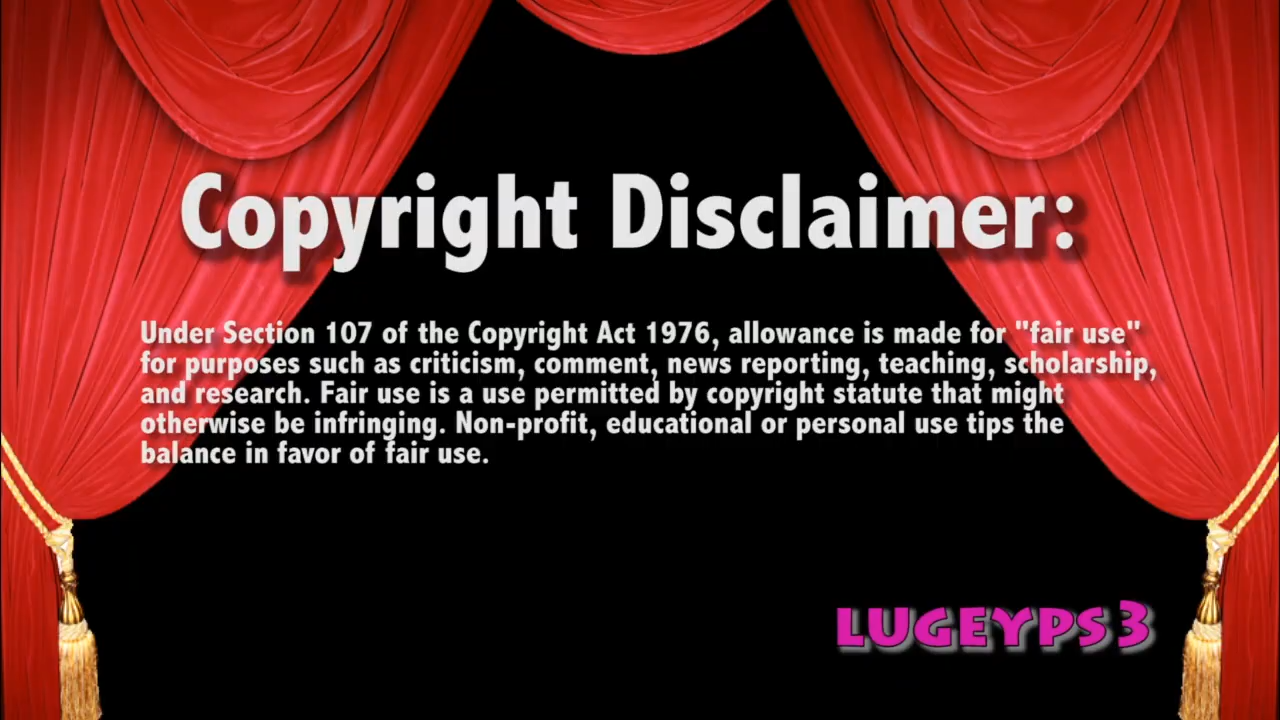 Copyright Disclaimer:
Under Section 107 of the Copyright Act 1976, allowance is made for "fair use"
for purposes such as criticism, comment, news reporting, teaching, scholarship,
and research. Fair use is a use permitted by copyright statute that might
otherwise be infringing. Non-profit, educational or personal use tips the
balance in favor of fair use.
LUGEYPS3